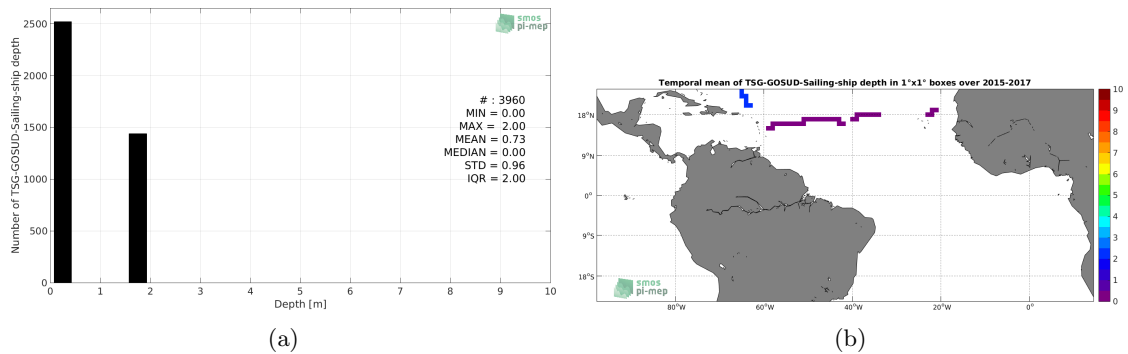 2500
2000
1500
1000
500
0
Number of TSG-GOSUD-Sailing-ship depth
smos
pi-mep
# : 3960
MIN = 0.00
MAX = 2.00
MEAN = 0.73
MEDIAN = 0.00
STD = 0.96
IQR = 2.00
0 1 2 3 4 5 6 7 8 9 10
Depth [m]
(a)
Temporal mean of TSG-GOSUD-Sailing-ship depth in 1°x1° boxes over 2015-2017
18°N
9°N
0°
9°S
18°S
smos
pi-mep
80°W 60°W 40°W 20°W 0°
10
9
8
7
6
5
4
3
2
1
0
(b)